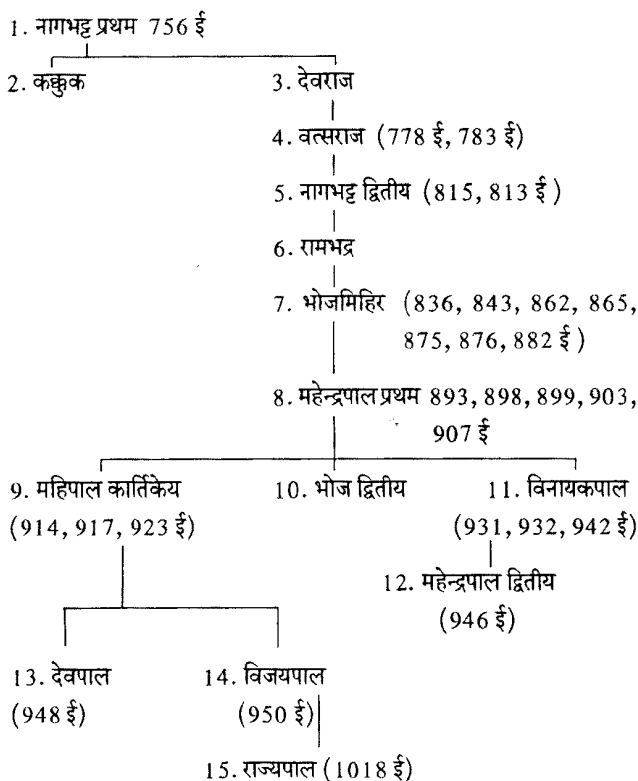 1. नागभट्ट प्रथम 756 ई
2. कक्कुक
3. देवराज
4. वत्सराज (778 ई, 783 ई)
5. नागभट्ट द्वितीय (815, 813 ई)
6. रामभद्र
7. भोजमिहिर (836, 843, 862, 865,
875, 876, 882 ई)
8. महेन्द्रपाल प्रथम 893, 898, 899, 903,
907 ई
9. महिपाल कार्तिकेय
(914, 917, 923 ई)
10. भोज द्वितीय
11. विनायकपाल
(931, 932, 942 ई)
12. महेन्द्रपाल द्वितीय
(946 ई)
13. देवपाल
(948 ई)
14. विजयपाल
(950 ई)
15. राज्यपाल (1018 ई)